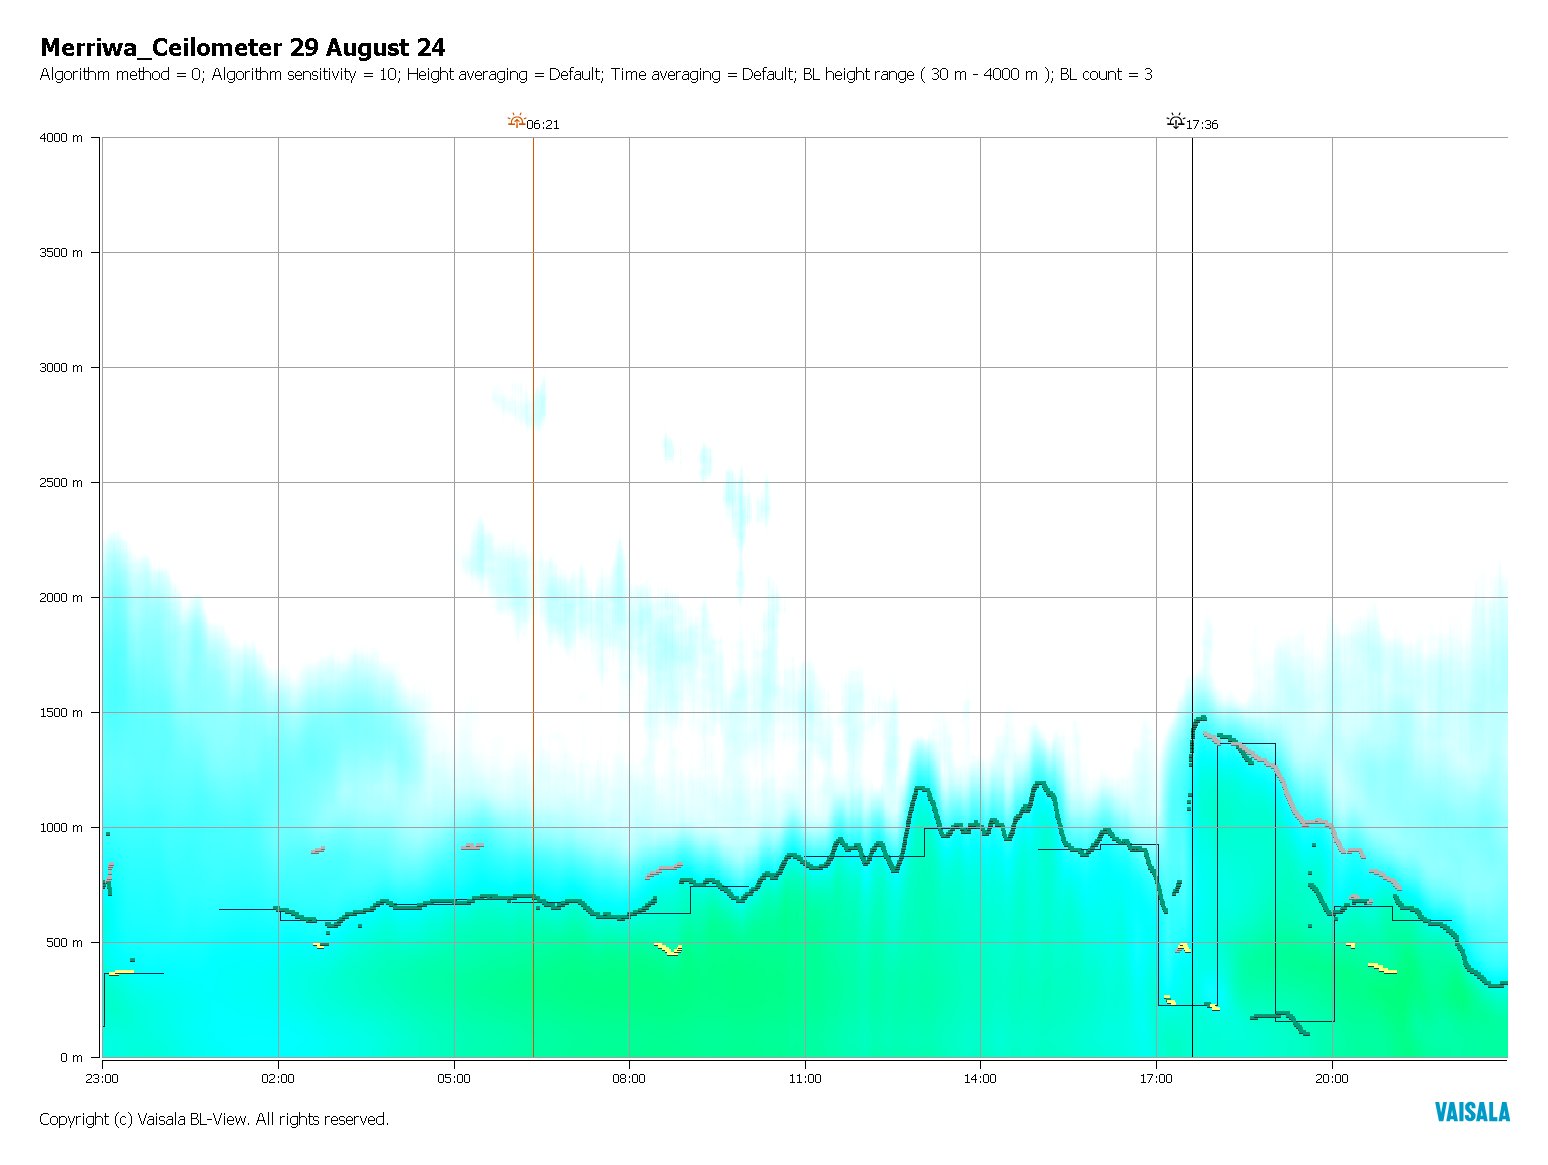 Merriwa_Ceilometer 29 August 24
Algorithm method = 0; Algorithm sensitivity = 10; Height averaging = Default; Time averaging = Default; BL height range ( 30 m - 4000 m ); BL count = 3
06:21
17:36
4000 m
3500 m
3000 m
2500 m
2000 m
1500 m
1000 m
500 m
0 m
23:00
02:00
05:00
08:00
11:00
14:00
17:00
20:00
Copyright (c) Vaisala BL-View. All rights reserved.
VAISALA